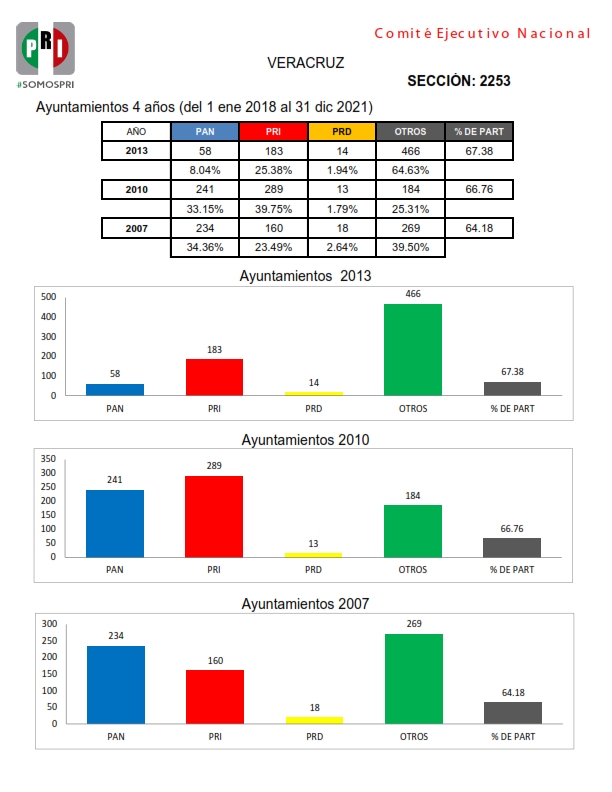 Comité Ejecutivo Nacional
PRI
#SOMOSPRI
VERACRUZ
SECCIÓN: 2253
Ayuntamientos 4 años (del 1 ene 2018 al 31 dic 2021)
AÑO PAN PRI PRD OTROS % DE PART
2013 58 183 14 466 67.38
8.04% 25.38% 1.94% 64.63%
2010 241 289 13 184 66.76
33.15% 39.75% 1.79% 25.31%
2007 234 160 18 269 64.18
34.36% 23.49% 2.64% 39.50%
Ayuntamientos 2013
500
400
300
200
100
0
58 183 14 466 67.38
PAN PRI PRD OTROS % DE PART
Ayuntamientos 2010
350
300
250
200
150
100
50
0
241 289 13 184 66.76
PAN PRI PRD OTROS % DE PART
Ayuntamientos 2007
300
250
200
150
100
50
0
234 160 18 269 64.18
PAN PRI PRD OTROS % DE PART